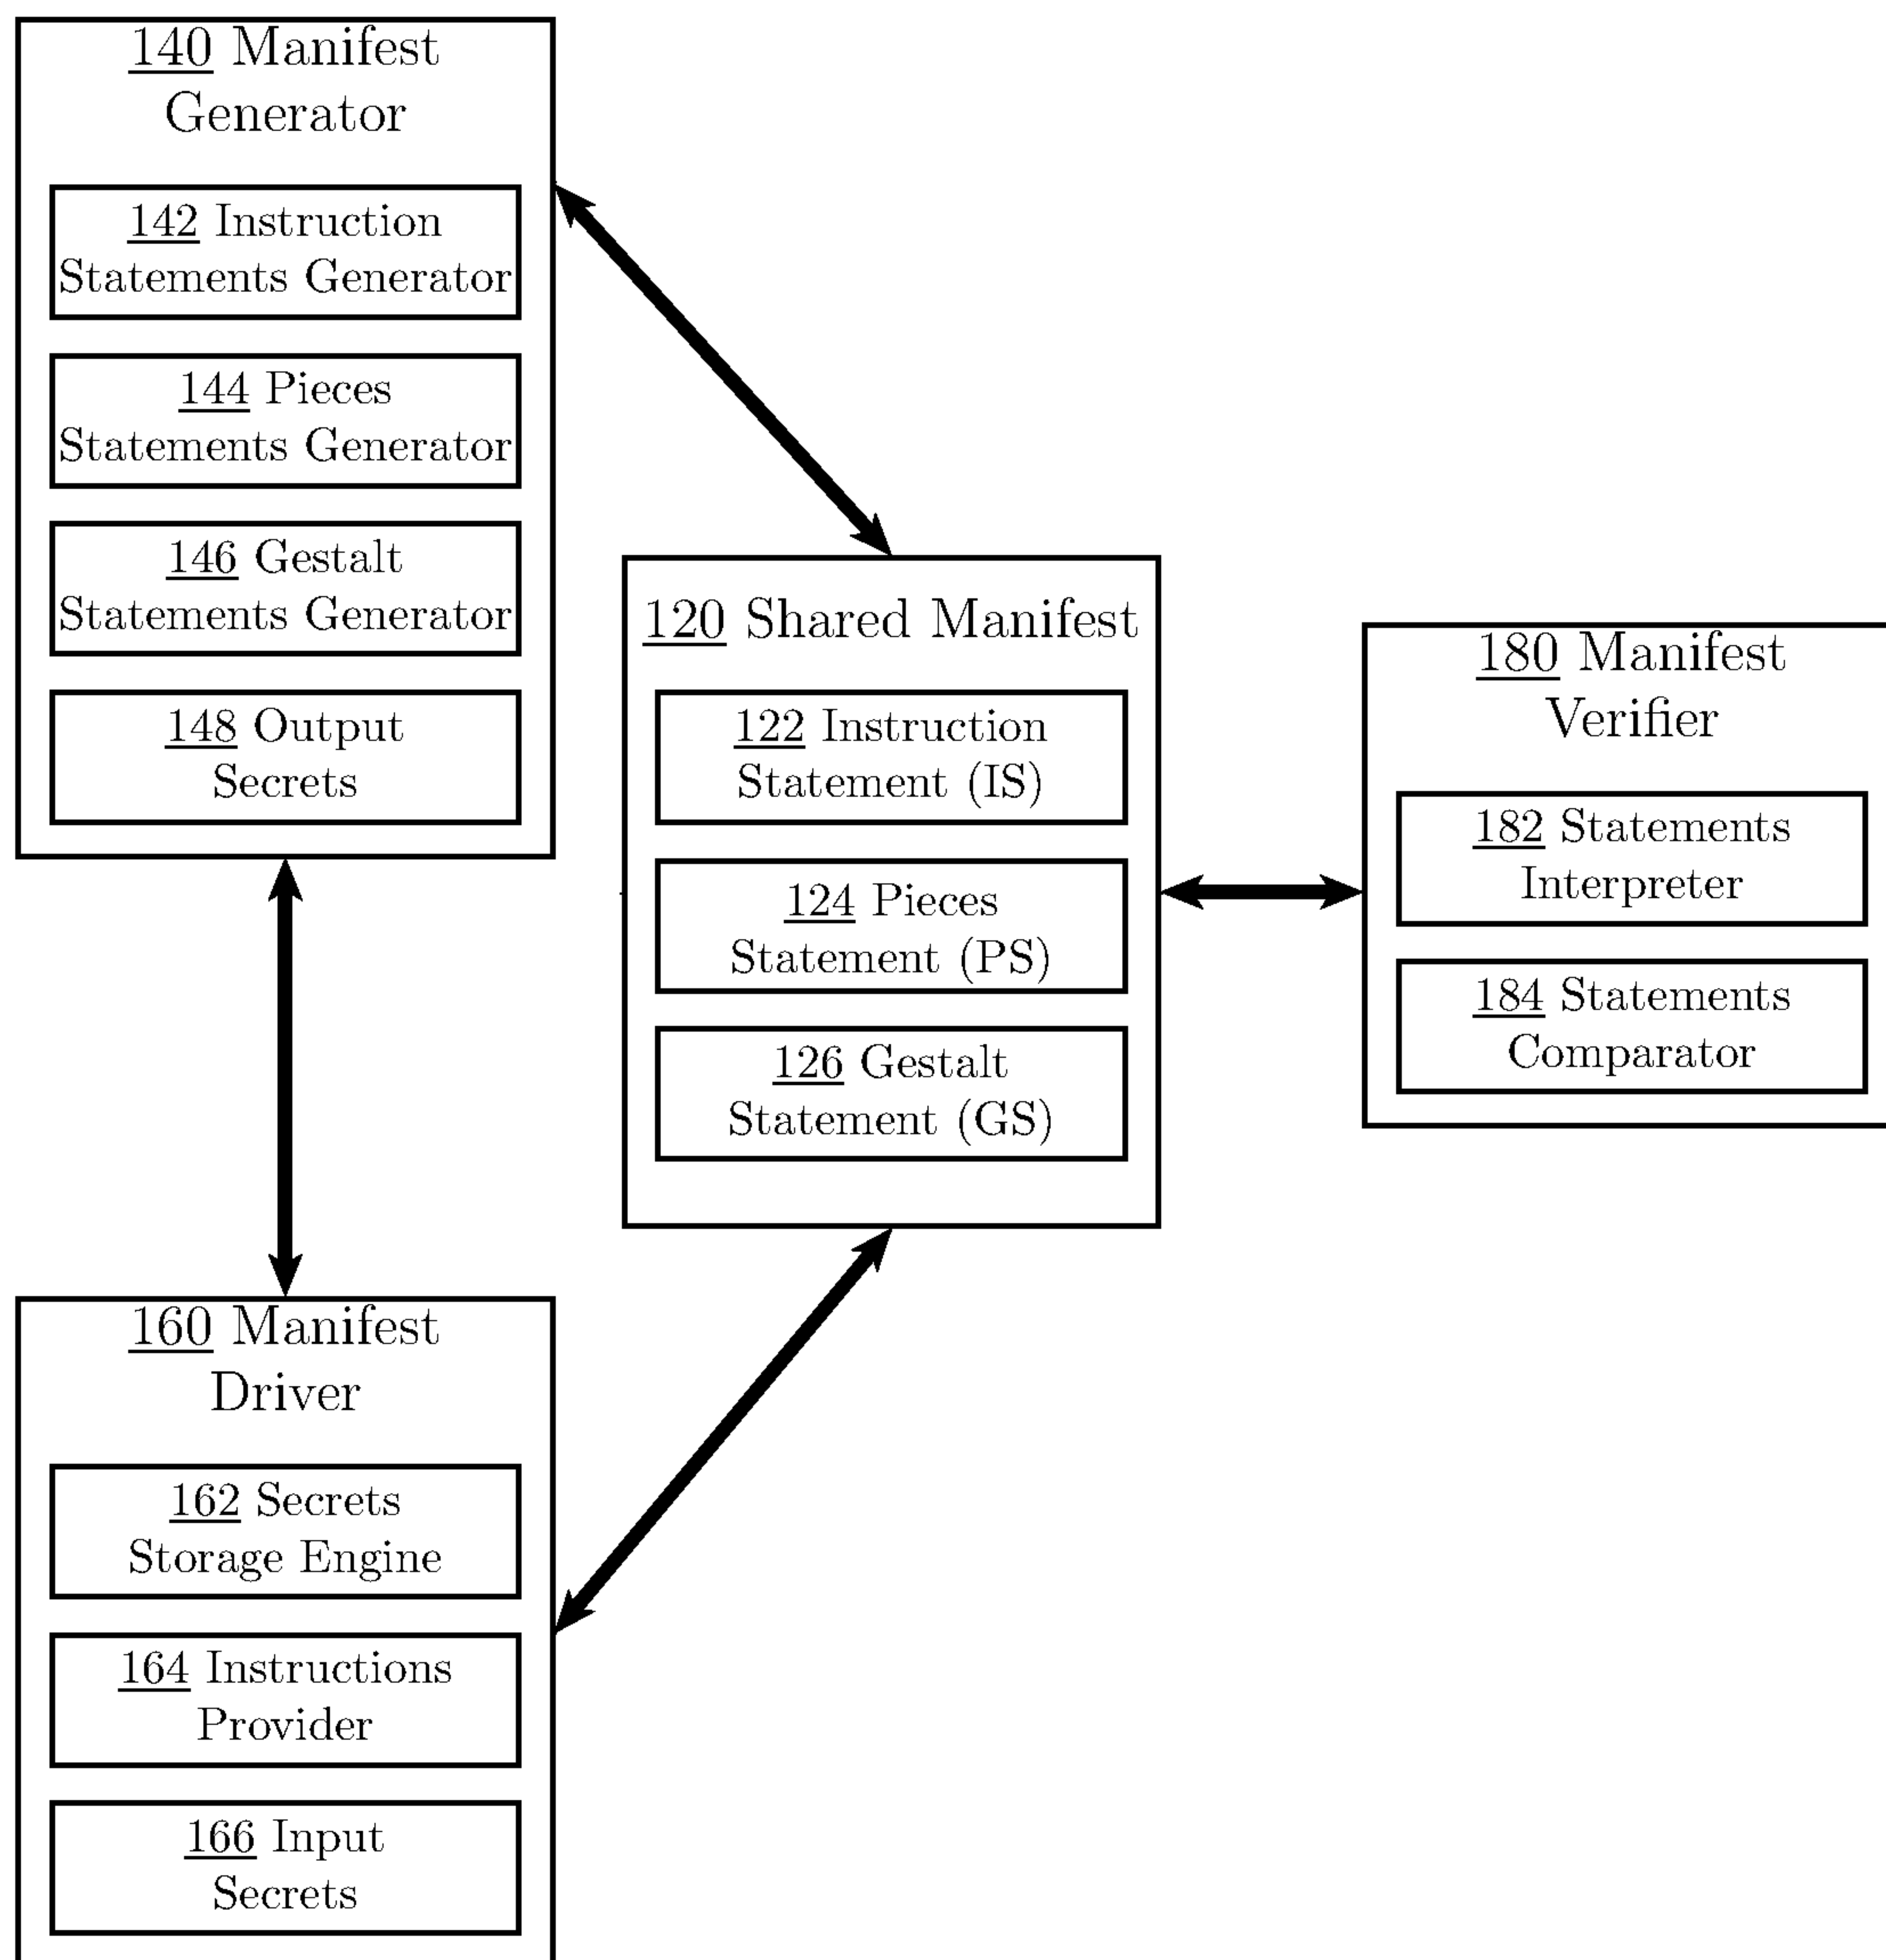 140 Manifest
Generator
142 Instruction
Statements Generator
144 Pieces
Statements Generator
146 Gestalt
Statements Generator
148 Output
Secrets
120 Shared Manifest
122 Instruction
Statement (IS)
124 Pieces
Statement (PS)
126 Gestalt
Statement (GS)
180 Manifest
Verifier
182 Statements
Interpreter
184 Statements
Comparator
160 Manifest
Driver
162 Secrets
Storage Engine
164 Instructions
Provider
166 Input
Secrets